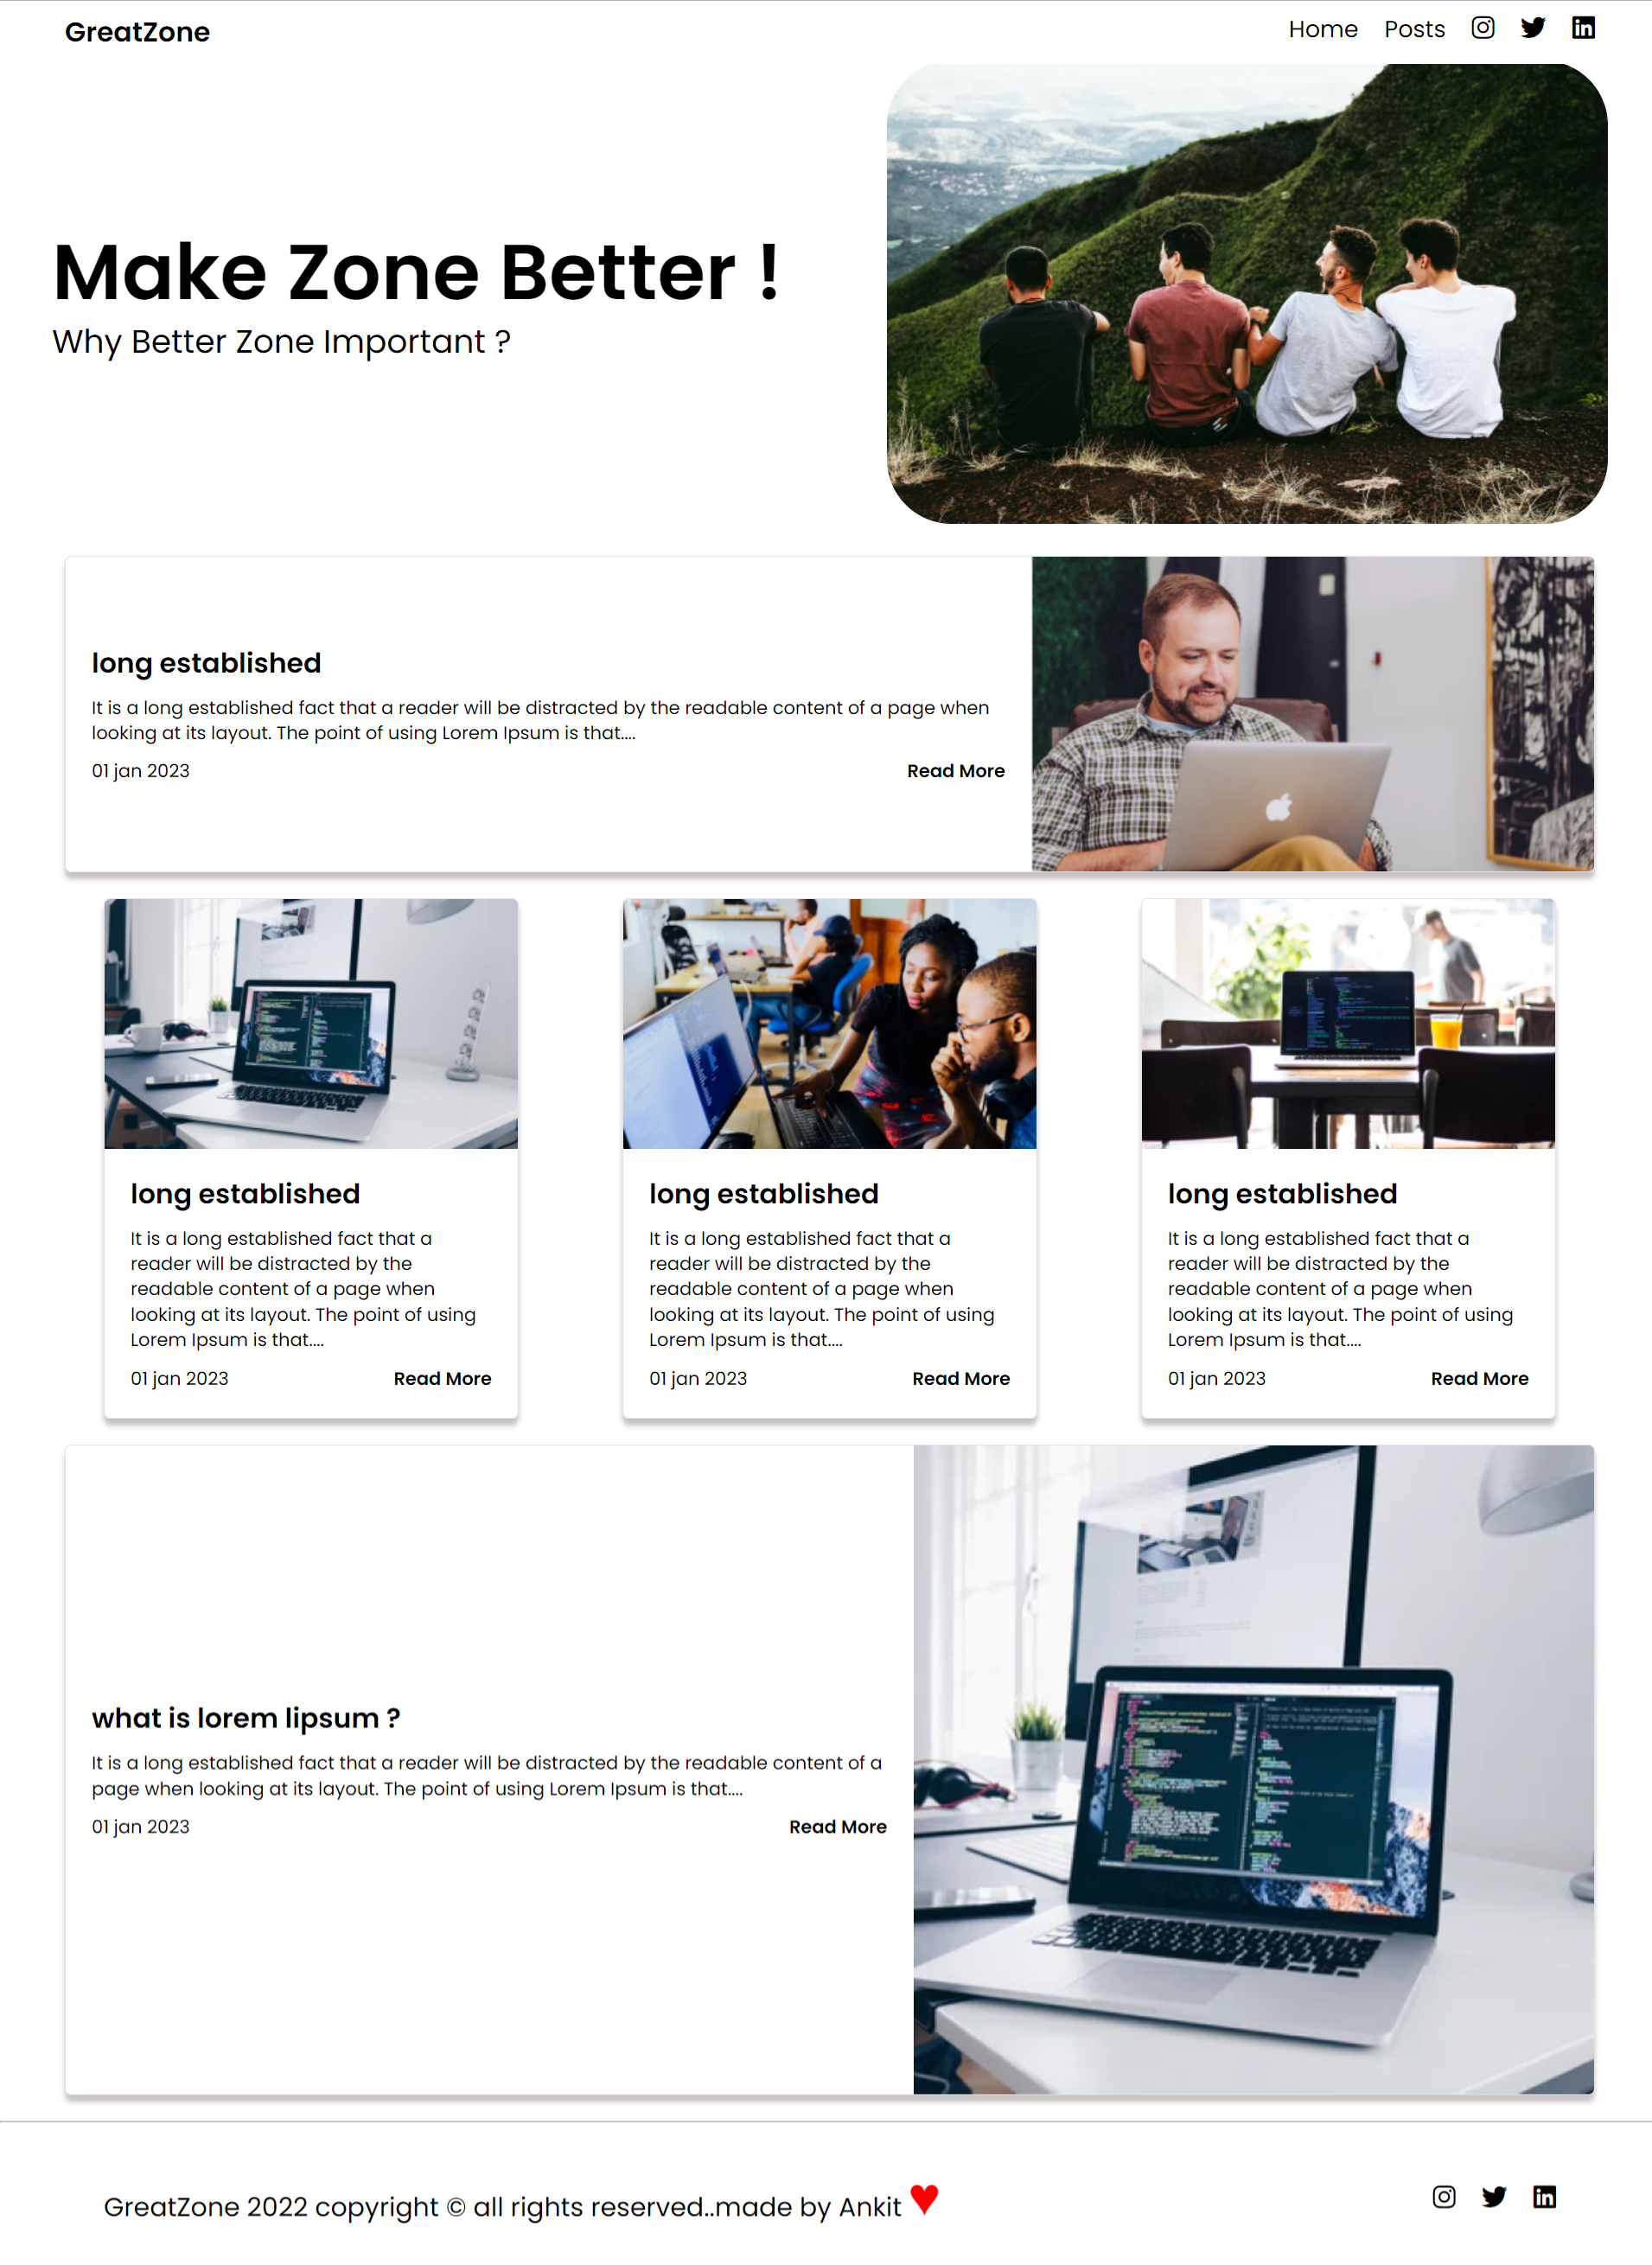 GreatZone
Home Posts
Make Zone Better !
Why Better Zone Important ?
long established
It is a long established fact that a reader will be distracted by the readable content of a page when
looking at its layout. The point of using Lorem Ipsum is that....
01 jan 2023 Read More
long established
It is a long established fact that a
reader will be distracted by the
readable content of a page when
looking at its layout. The point of using
Lorem Ipsum is that....
01 jan 2023 Read More
long established
It is a long established fact that a
reader will be distracted by the
readable content of a page when
looking at its layout. The point of using
Lorem Ipsum is that....
01 jan 2023 Read More
long established
It is a long established fact that a
reader will be distracted by the
readable content of a page when
looking at its layout. The point of using
Lorem Ipsum is that....
01 jan 2023 Read More
what is lorem lipsum ?
It is a long established fact that a reader will be distracted by the readable content of a
page when looking at its layout. The point of using Lorem Ipsum is that....
01 jan 2023 Read More
GreatZone 2022 copyright © all rights reserved..made by Ankit ♥